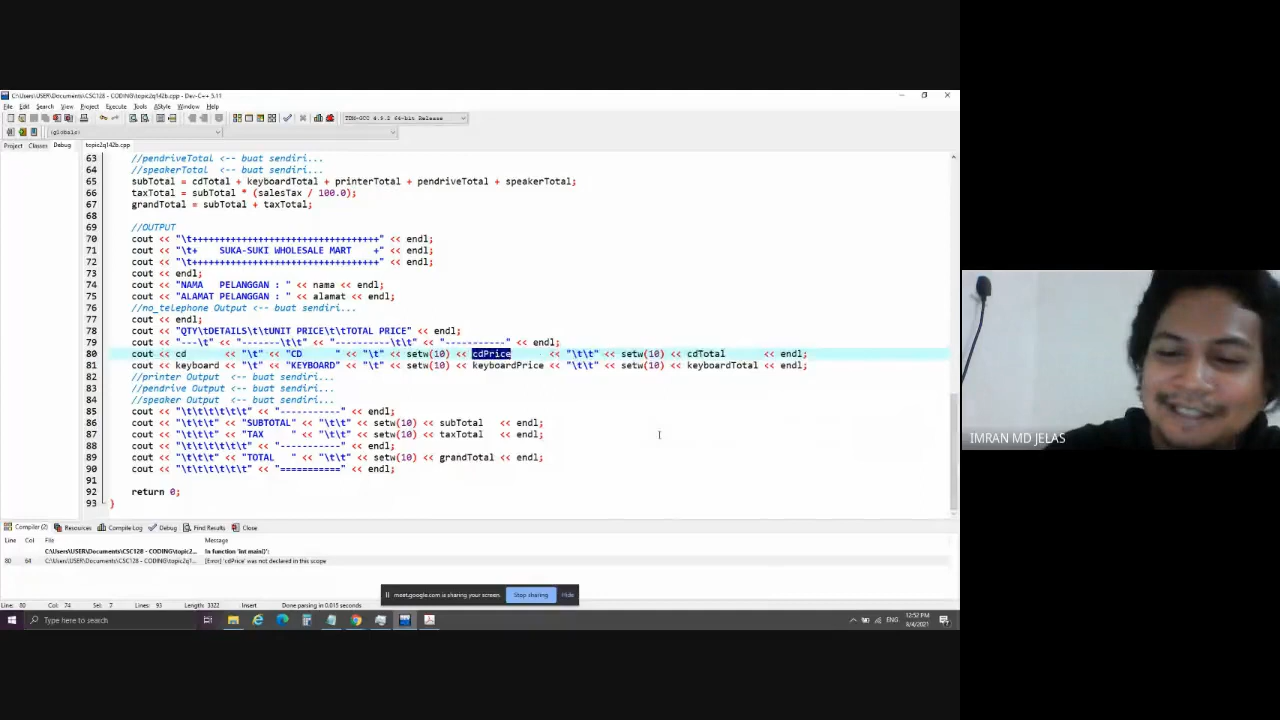 C:\Users\USER\Documents\CSC128 - CODING\topic2q142b.cpp - Dev-C++ 5.11
File Edit Search View Project Execute Tools AStyle Window Help
TDM-GCC 4.9.2 64-bit Release
(globals)
Project Classes Debug topic2q142b.cpp
63 //pendriveTotal <-- buat sendiri...
64 //speakerTotal <-- buat sendiri...
65 subTotal = cdTotal + keyboardTotal + printerTotal + pendriveTotal + speakerTotal;
66 taxTotal = subTotal * (salesTax / 100.0);
67 grandTotal = subTotal + taxTotal;
68
69 //OUTPUT
70 cout << "\t++++++++++++++++++++++++++++++++++" << endl;
71 cout << "\t+    SUKA-SUKI WHOLESALE MART    +" << endl;
72 cout << "\t++++++++++++++++++++++++++++++++++" << endl;
73 cout << endl;
74 cout << "NAMA   PELANGGAN : " << nama << endl;
75 cout << "ALAMAT PELANGGAN : " << alamat << endl;
76 //no_telephone Output <-- buat sendiri...
77 cout << endl;
78 cout << "QTY\tDETAILS\t\tUNIT PRICE\t\tTOTAL PRICE" << endl;
79 cout << "---\t" << "-------\t\t" << "----------\t\t" << "-----------" << endl;
80 cout << cd       << "\t" << "CD      " << "\t" << setw(10) << cdPrice       << "\t\t" << setw(10) << cdTotal       << endl;
81 cout << keyboard << "\t" << "KEYBOARD" << "\t" << setw(10) << keyboardPrice << "\t\t" << setw(10) << keyboardTotal << endl;
82 //printer Output <-- buat sendiri...
83 //pendrive Output <-- buat sendiri...
84 //speaker Output <-- buat sendiri...
85 cout << "\t\t\t\t\t\t" << "-----------" << endl;
86 cout << "\t\t\t\t" << "SUBTOTAL" << "\t\t" << setw(10) << subTotal   << endl;
87 cout << "\t\t\t\t" << "TAX     " << "\t\t" << setw(10) << taxTotal   << endl;
88 cout << "\t\t\t\t\t\t" << "-----------" << endl;
89 cout << "\t\t\t\t" << "TOTAL   " << "\t\t" << setw(10) << grandTotal << endl;
90 cout << "\t\t\t\t\t\t" << "===========" << endl;
91
92 return 0;
93 }
Compiler (2) Resources Compile Log Debug Find Results Close
Line Col File Message
C:\Users\USER\Documents\CSC128 - CODING\topic2... In function 'int main()':
80 64 C:\Users\USER\Documents\CSC128 - CODING\topic2q1... [Error] 'cdPrice' was not declared in this scope
meet.google.com is sharing your screen. Stop sharing Hide
Line: 80 Col: 74 Sel: 7 Lines: 93 Length: 3322 Insert Done parsing in 0.015 seconds
Type here to search
ENG 12:52 PM
8/4/2021
IMRAN MD JELAS